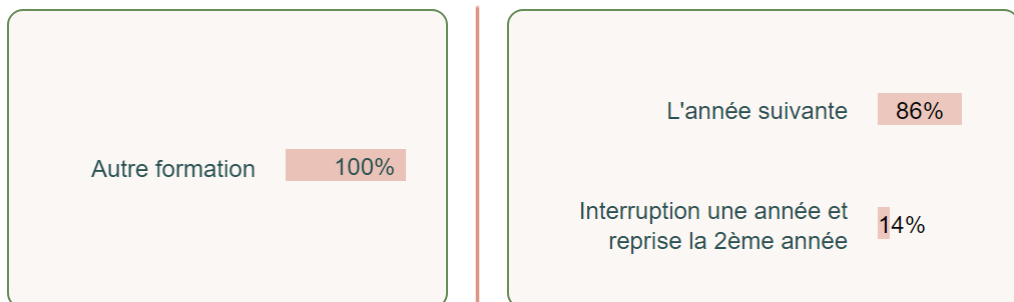 Autre formation
100%
L'année suivante
86%
Interruption une année et
reprise la 2ème année
14%